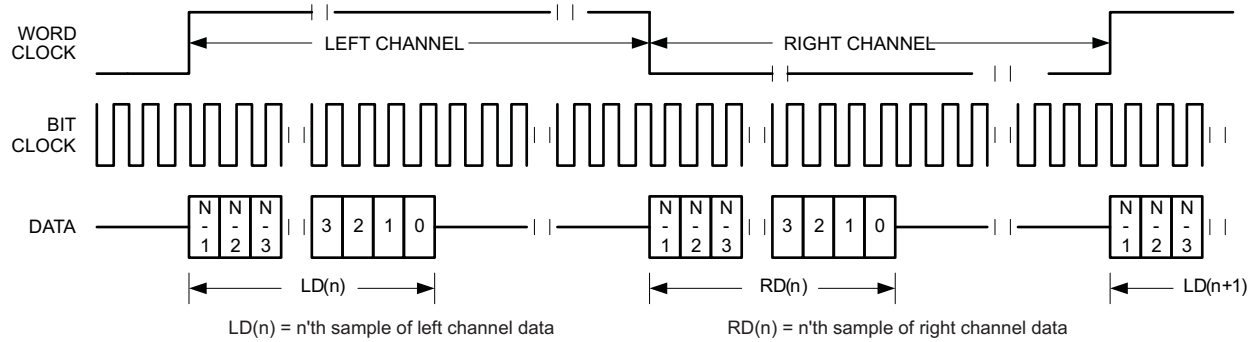 WORD
CLOCK
LEFT CHANNEL
RIGHT CHANNEL
BIT
CLOCK
DATA
N
-
1
N
-
2
N
-
3
3
2
1
0
N
-
1
N
-
2
N
-
3
3
2
1
0
N
-
1
N
-
2
N
-
3
LD(n)
RD(n)
LD(n+1)
LD(n) = n'th sample of left channel data
RD(n) = n'th sample of right channel data